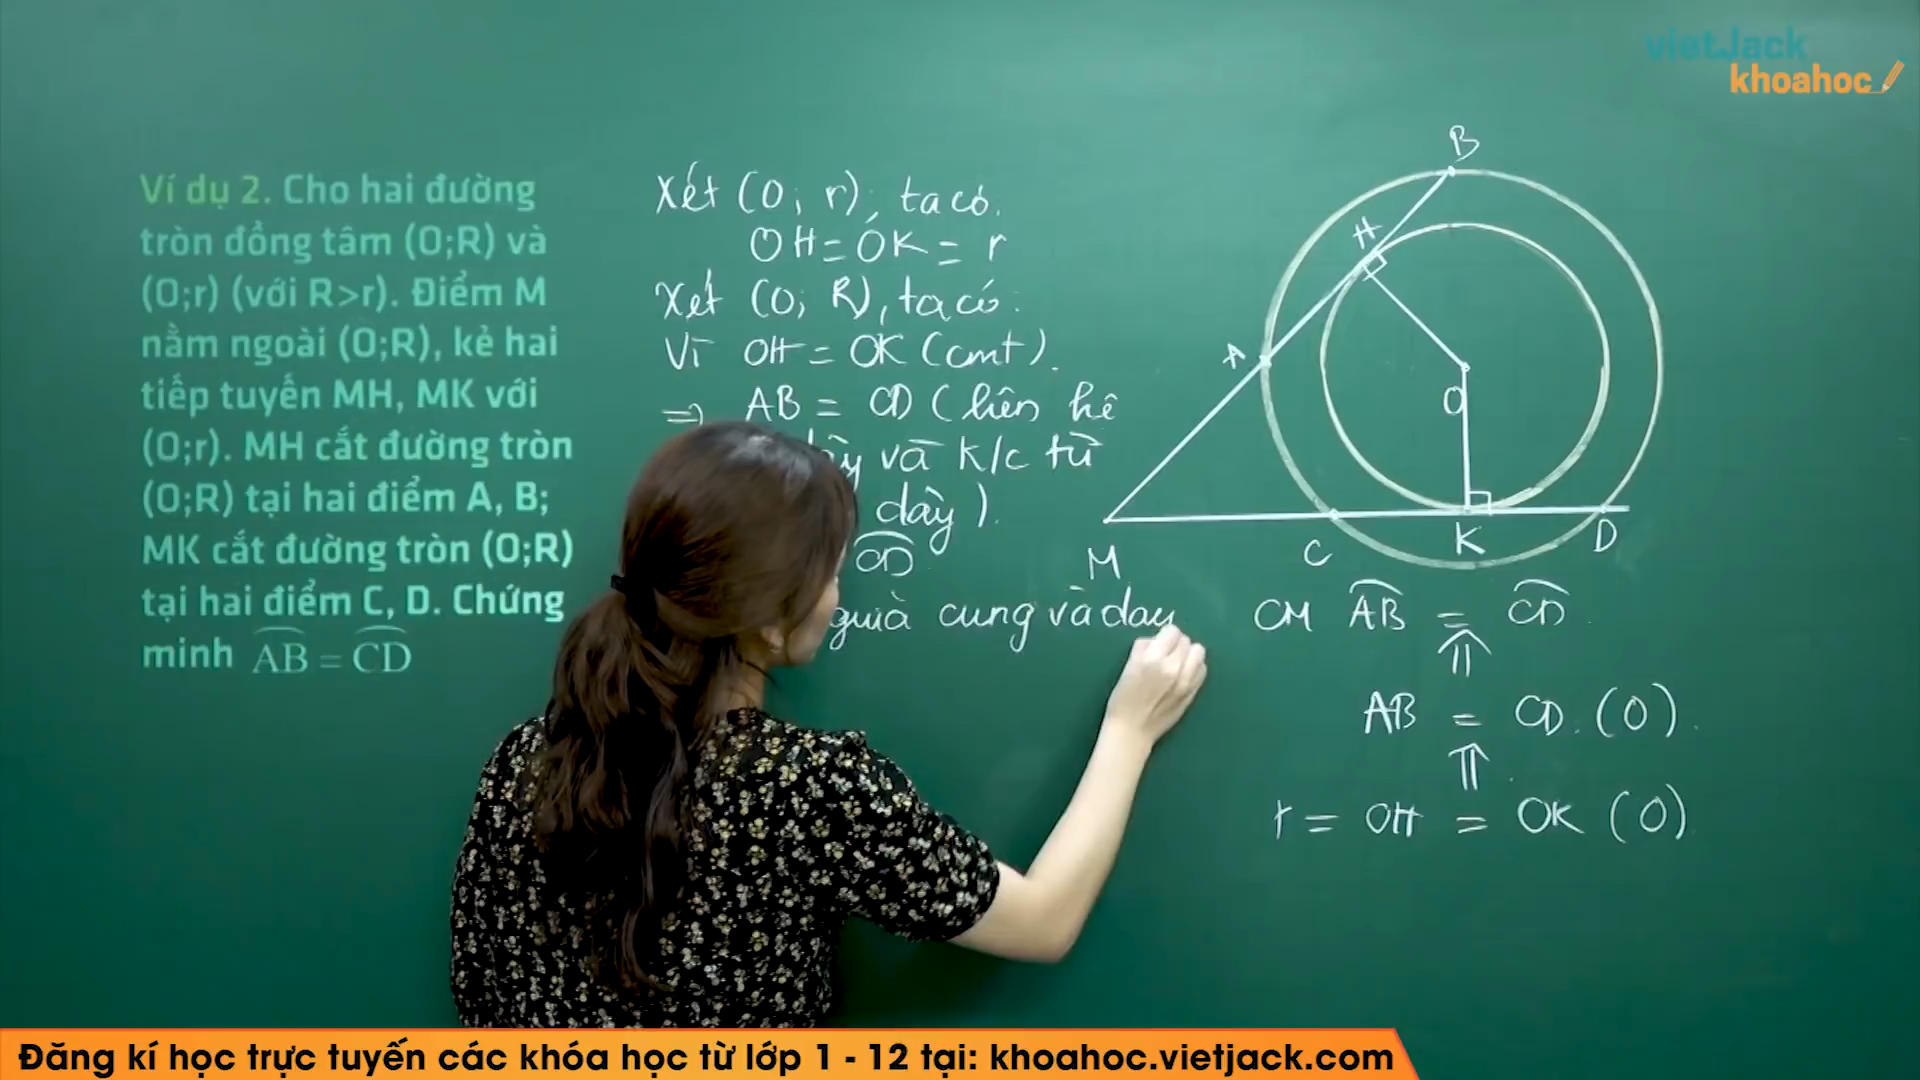 vietJack
khoahoc
Ví dụ 2. Cho hai đường
tròn đồng tâm (O;R) và
(O;r) (với R>r). Điểm M
nằm ngoài (O;R), kẻ hai
tiếp tuyến MH, MK với
(O;r). MH cắt đường tròn
(O;R) tại hai điểm A, B;
MK cắt đường tròn (O;R)
tại hai điểm C, D. Chứng
minh AB = CD
Xét (O; r), ta có.
OH = OK = r
Xét (O; R), ta có:
Vì OH = OK (cmt).
=> AB = CD (liên hệ
và k/c từ
dây).
CD
giữa cung và day
B
H
A
O
M
C
K
D
CM AB = CD
⇑
AB = CD. (O).
⇑
r = OH = OK (O)
Đăng kí học trực tuyến các khóa học từ lớp 1 - 12 tại: khoahoc.vietjack.com